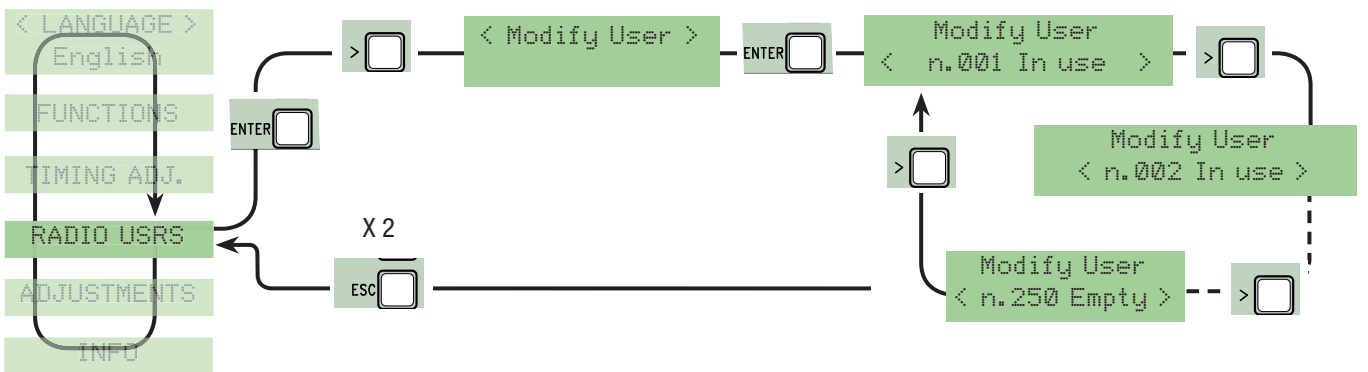 < LANGUAGE >
English
FUNCTIONS
TIMING ADJ.
RADIO USRS
ADJUSTMENTS
INFO
ENTER
>
< Modify User >
ENTER
Modify User
< n.001 In use >
>
Modify User
< n.002 In use >
>
Modify User
< n.250 Empty >
>
X 2
ESC